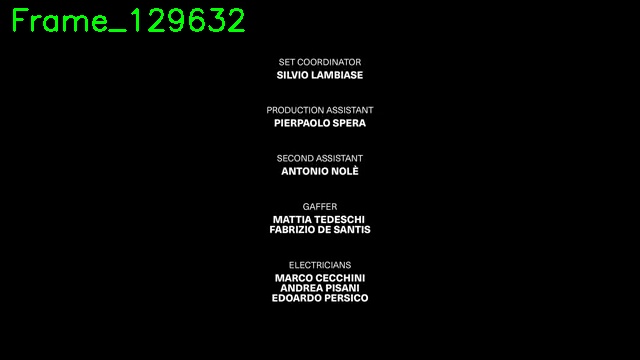 Frame_129632
SET COORDINATOR
SILVIO LAMBIASE
PRODUCTION ASSISTANT
PIERPAOLO SPERA
SECOND ASSISTANT
ANTONIO NOLÈ
GAFFER
MATTIA TEDESCHI
FABRIZIO DE SANTIS
ELECTRICIANS
MARCO CECCHINI
ANDREA PISANI
EDOARDO PERSICO